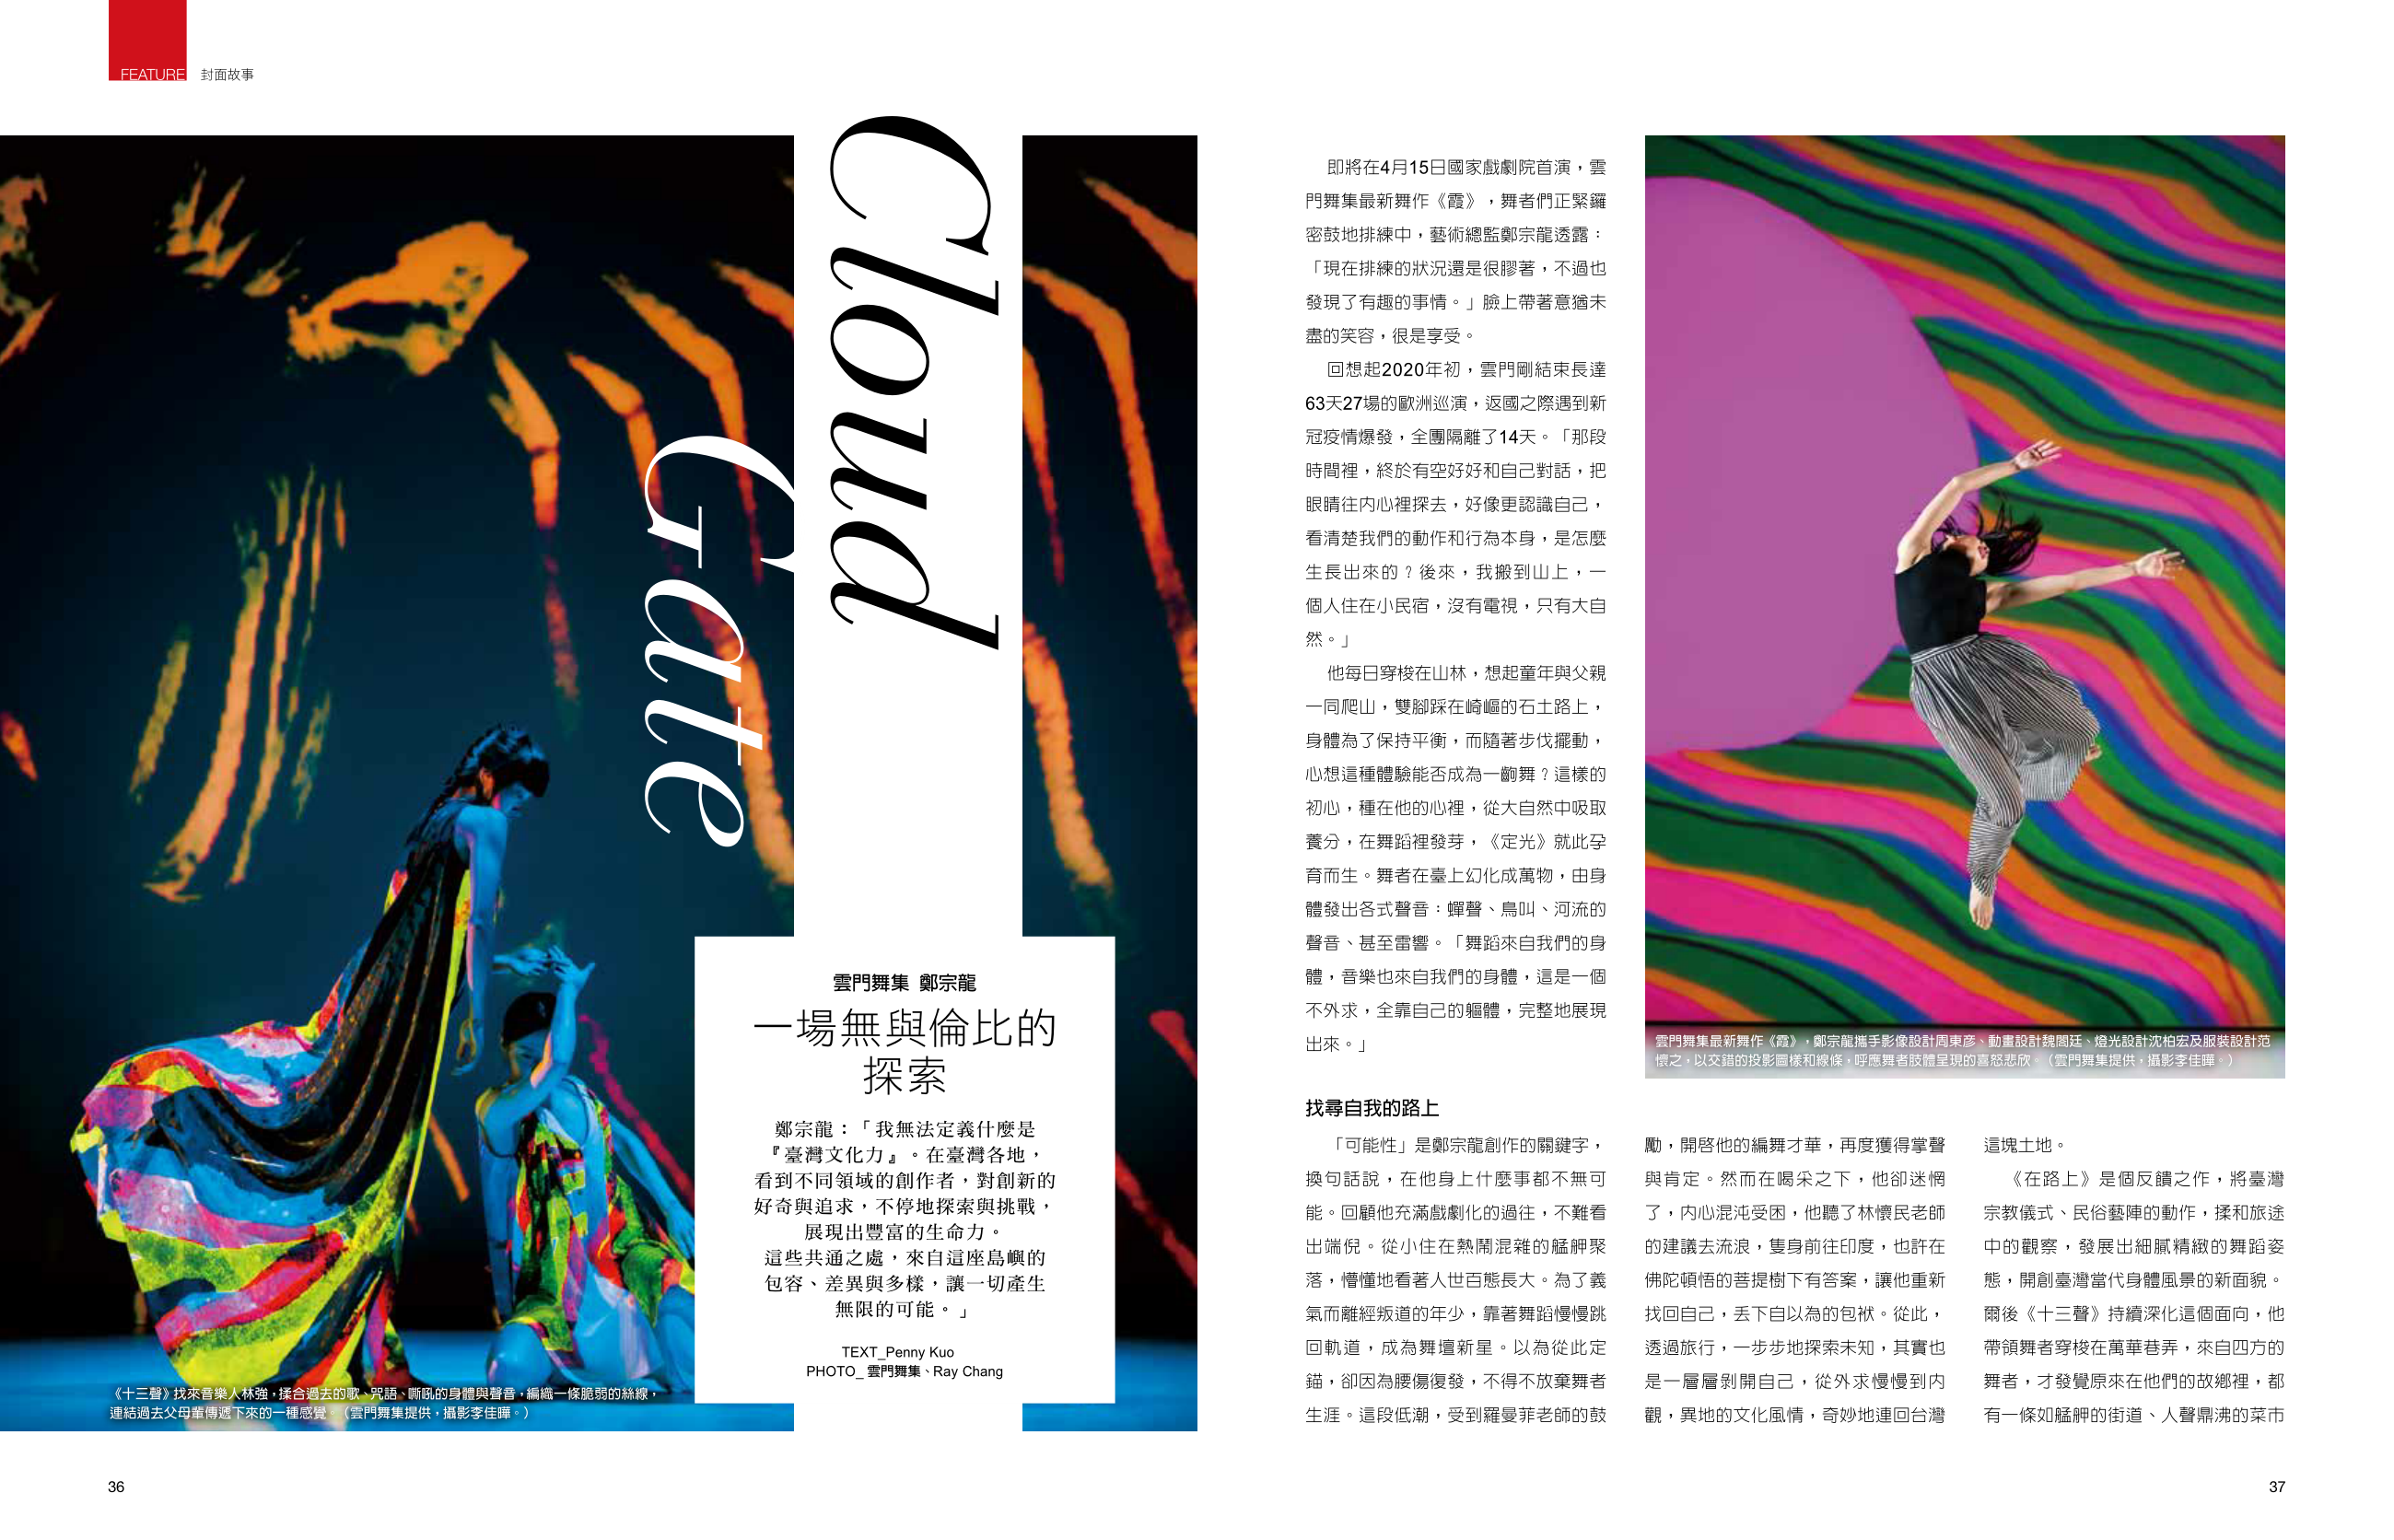 FEATURE 封面故事
Cloud
Gate
雲門舞集 鄭宗龍
一場無與倫比的
探索
鄭宗龍：「我無法定義什麼是
『臺灣文化力』。在臺灣各地，
看到不同領域的創作者，對創新的
好奇與追求，不停地探索與挑戰，
展現出豐富的生命力。
這些共通之處，來自這座島嶼的
包容、差異與多樣，讓一切產生
無限的可能。」
TEXT_Penny Kuo
PHOTO_雲門舞集、Ray Chang
《十三聲》找來音樂人林強，揉合過去的歌、咒語、嘶吼的身體與聲音，編織一條脆弱的絲線，
連結過去父母輩傳遞下來的一種感覺。（雲門舞集提供，攝影李佳曄。）
36
即將在4月15日國家戲劇院首演，雲
門舞集最新舞作《霞》，舞者們正緊鑼
密鼓地排練中，藝術總監鄭宗龍透露：
「現在排練的狀況還是很膠著，不過也
發現了有趣的事情。」臉上帶著意猶未
盡的笑容，很是享受。
回想起2020年初，雲門剛結束長達
63天27場的歐洲巡演，返國之際遇到新
冠疫情爆發，全團隔離了14天。「那段
時間裡，終於有空好好和自己對話，把
眼睛往內心裡探去，好像更認識自己，
看清楚我們的動作和行為本身，是怎麼
生長出來的？後來，我搬到山上，一
個人住在小民宿，沒有電視，只有大自
然。」
他每日穿梭在山林，想起童年與父親
一同爬山，雙腳踩在崎嶇的石土路上，
身體為了保持平衡，而隨著步伐擺動，
心想這種體驗能否成為一齣舞？這樣的
初心，種在他的心裡，從大自然中吸取
養分，在舞蹈裡發芽，《定光》就此孕
育而生。舞者在臺上幻化成萬物，由身
體發出各式聲音：蟬聲、鳥叫、河流的
聲音、甚至雷響。「舞蹈來自我們的身
體，音樂也來自我們的身體，這是一個
不外求，全靠自己的軀體，完整地展現
出來。」
雲門舞集最新舞作《霞》，鄭宗龍攜手影像設計周東彥、動畫設計魏閤廷、燈光設計沈柏宏及服裝設計范
懷之，以交錯的投影圖樣和線條，呼應舞者肢體呈現的喜怒悲欣。（雲門舞集提供，攝影李佳曄。）
找尋自我的路上
「可能性」是鄭宗龍創作的關鍵字，
換句話說，在他身上什麼事都不無可
能。回顧他充滿戲劇化的過往，不難看
出端倪。從小住在熱鬧混雜的艋舺聚
落，懵懂地看著人世百態長大。為了義
氣而離經叛道的年少，靠著舞蹈慢慢跳
回軌道，成為舞壇新星。以為從此定
錨，卻因為腰傷復發，不得不放棄舞者
生涯。這段低潮，受到羅曼菲老師的鼓
勵，開啓他的編舞才華，再度獲得掌聲
與肯定。然而在喝采之下，他卻迷惘
了，內心混沌受困，他聽了林懷民老師
的建議去流浪，隻身前往印度，也許在
佛陀頓悟的菩提樹下有答案，讓他重新
找回自己，丟下自以為的包袱。從此，
透過旅行，一步步地探索未知，其實也
是一層層剝開自己，從外求慢慢到內
觀，異地的文化風情，奇妙地連回台灣
這塊土地。
《在路上》是個反饋之作，將臺灣
宗教儀式、民俗藝陣的動作，揉和旅途
中的觀察，發展出細膩精緻的舞蹈姿
態，開創臺灣當代身體風景的新面貌。
爾後《十三聲》持續深化這個面向，他
帶領舞者穿梭在萬華巷弄，來自四方的
舞者，才發覺原來在他們的故鄉裡，都
有一條如艋舺的街道、人聲鼎沸的菜市
37